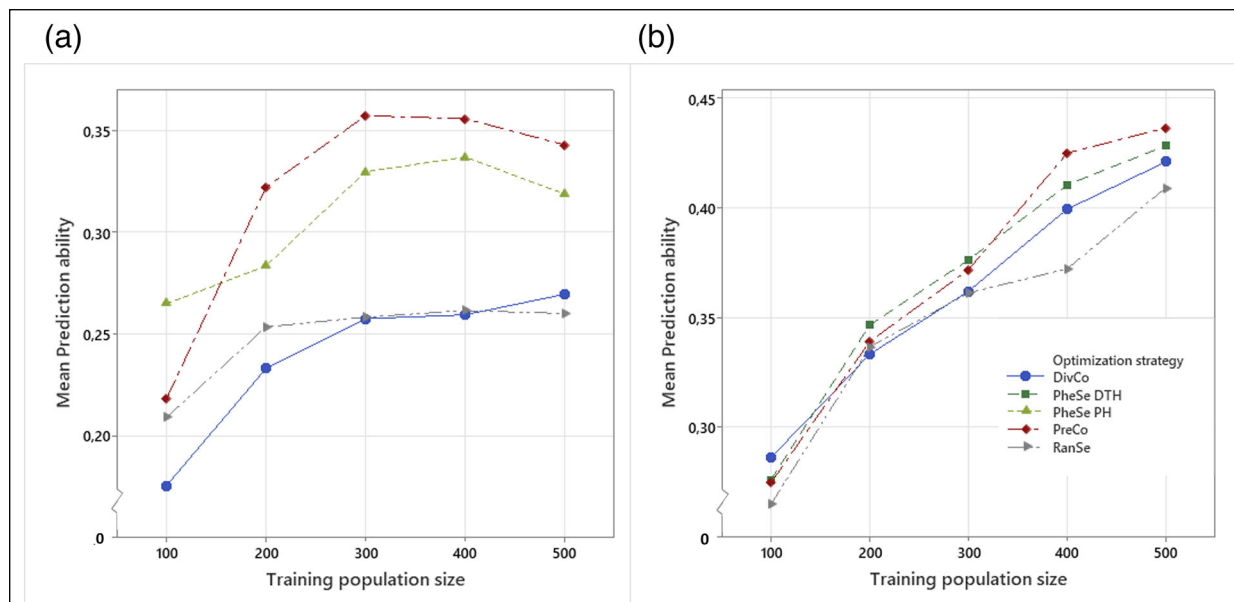 (a)
Mean Prediction ability
0,35
0,30
0,25
0,20
.0
100 200 300 400 500
Training population size
(b)
Mean Prediction ability
0,45
0,40
0,35
0,30
0
100 200 300 400 500
Training population size
Optimization strategy
DivCo
PheSe DTH
PheSe PH
PreCo
RanSe